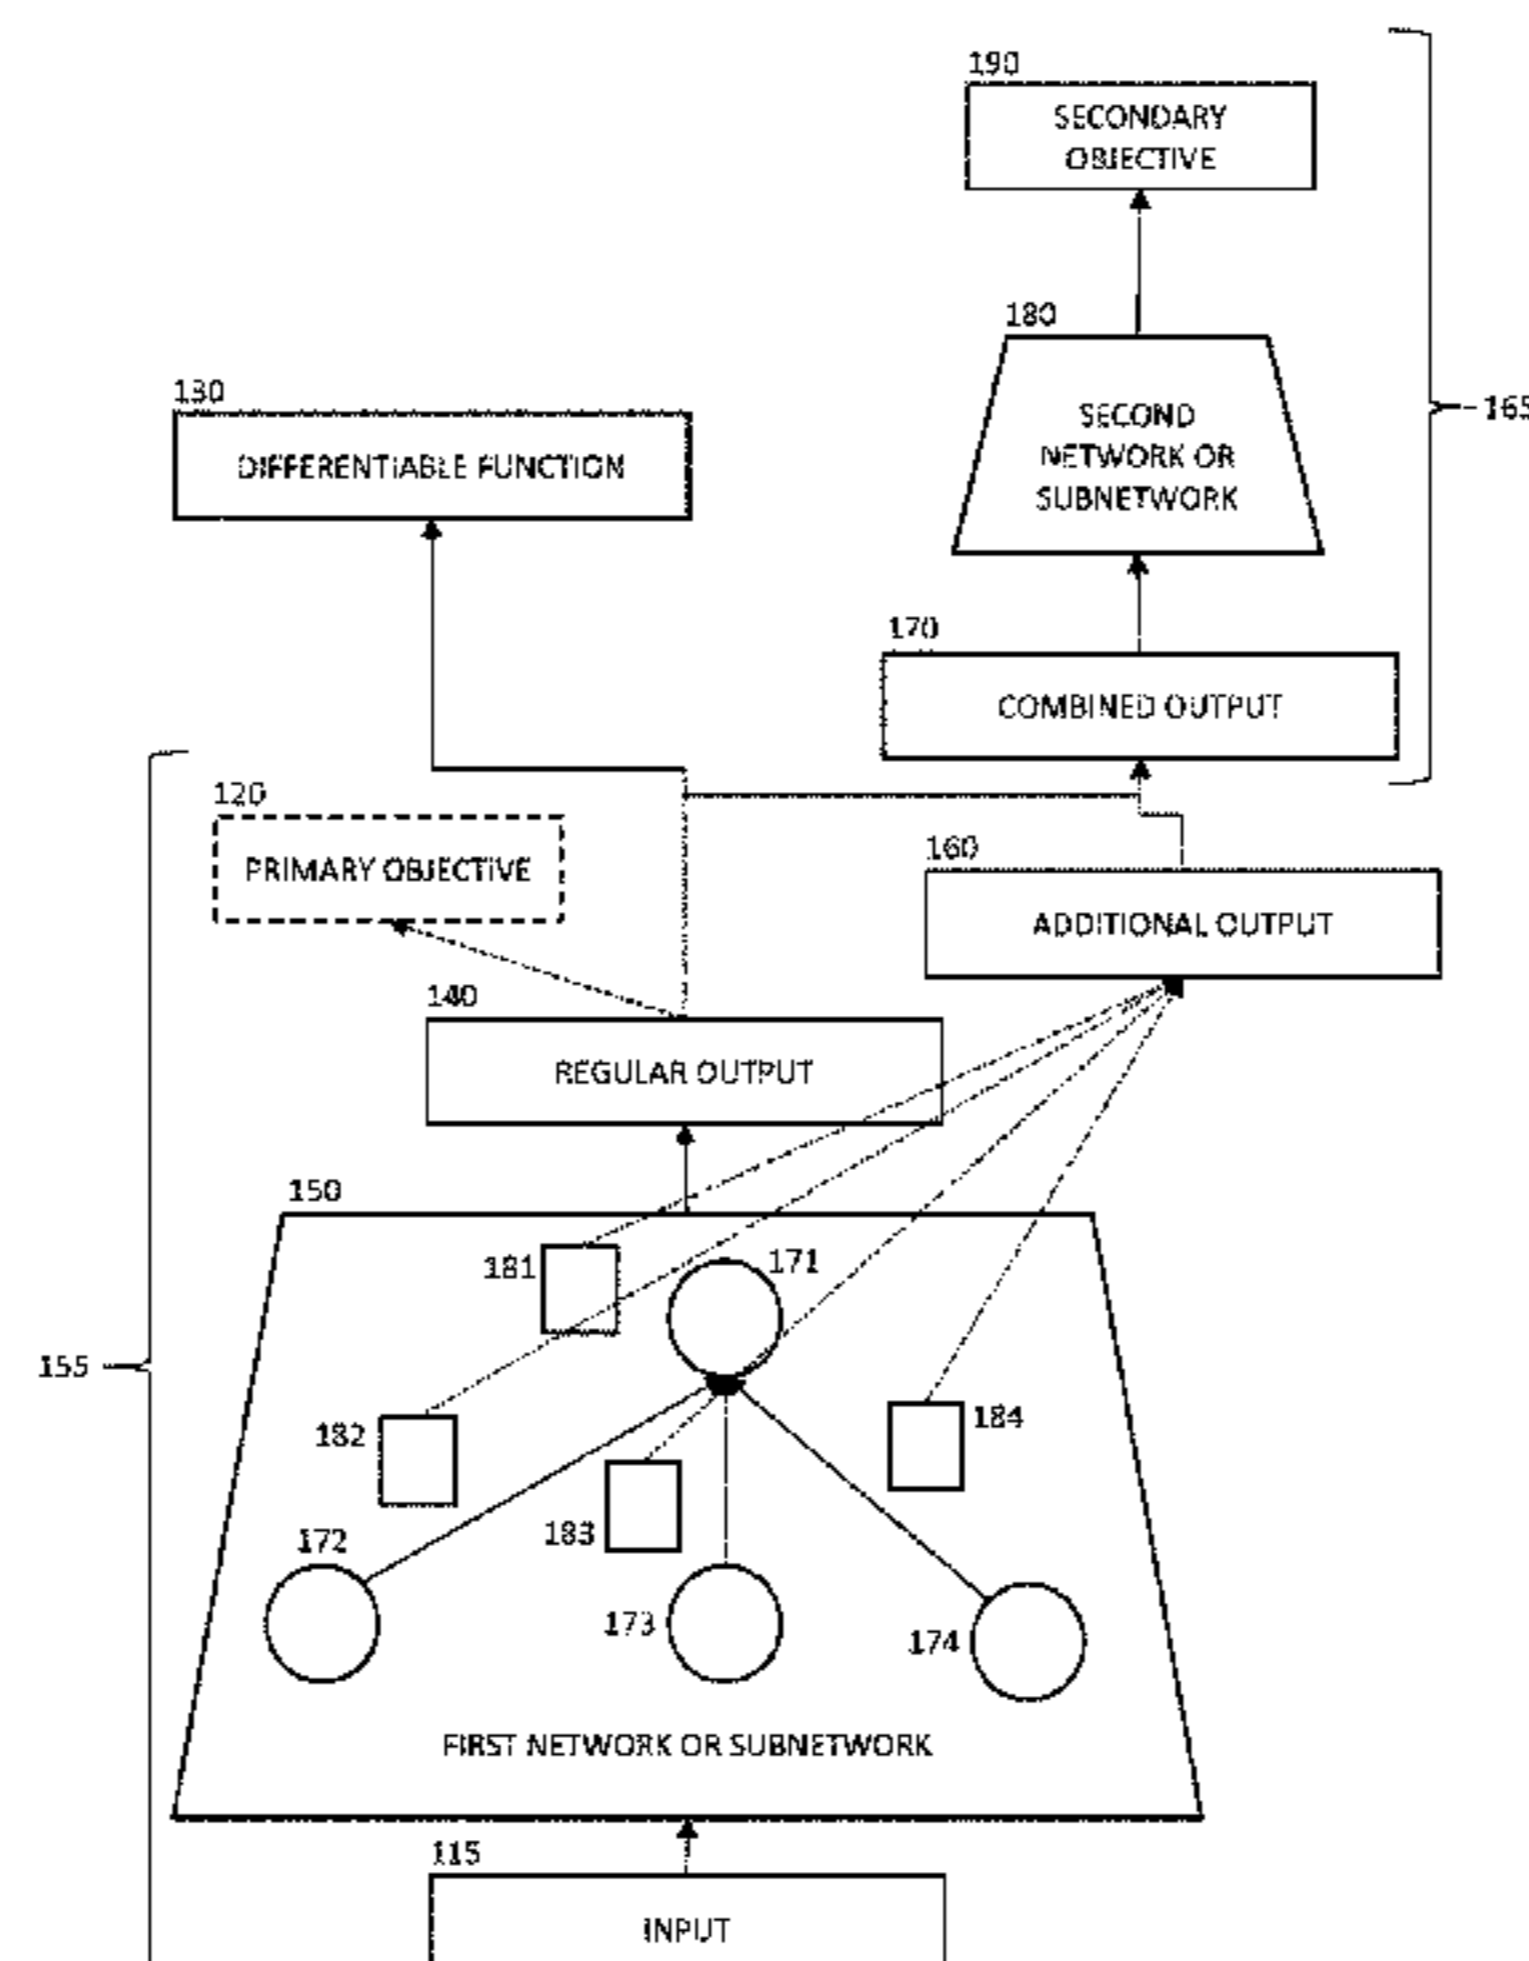 190
SECONDARY
OBJECTIVE
180
SECOND
NETWORK OR
SUBNETWORK
165
130
DIFFERENTIABLE FUNCTION
170
COMBINED OUTPUT
120
PRIMARY OBJECTIVE
160
ADDITIONAL OUTPUT
140
REGULAR OUTPUT
150
181
171
155
182
184
183
172
173
174
FIRST NETWORK OR SUBNETWORK
115
INPUT